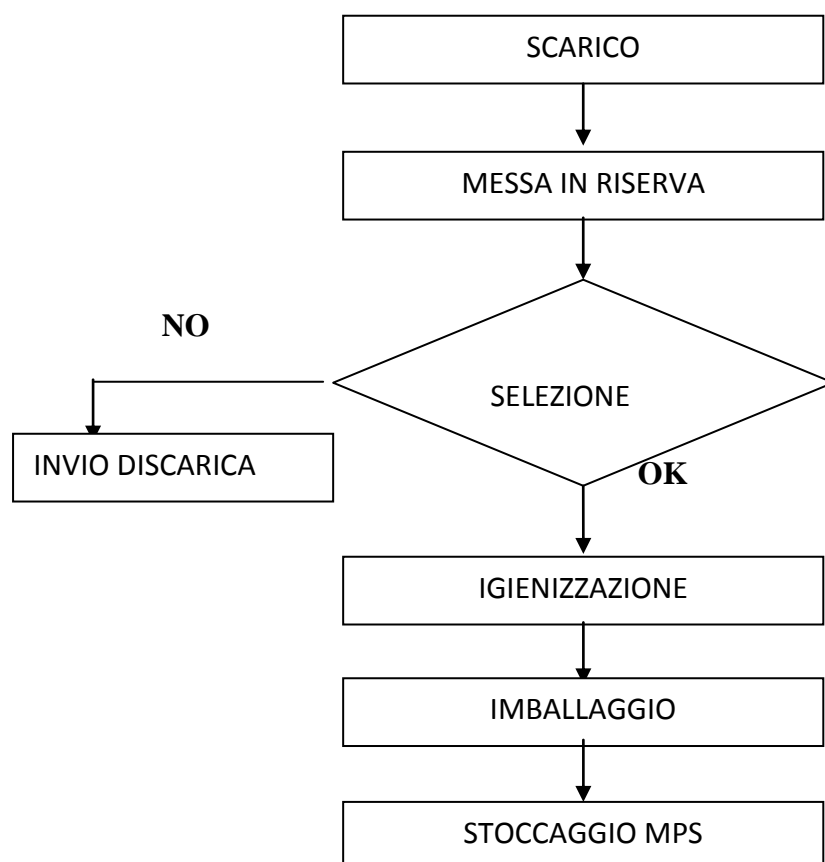 SCARICO
MESSA IN RISERVA
NO
SELEZIONE
INVIO DISCARICA
OK
IGIENIZZAZIONE
IMBALLAGGIO
STOCCAGGIO MPS